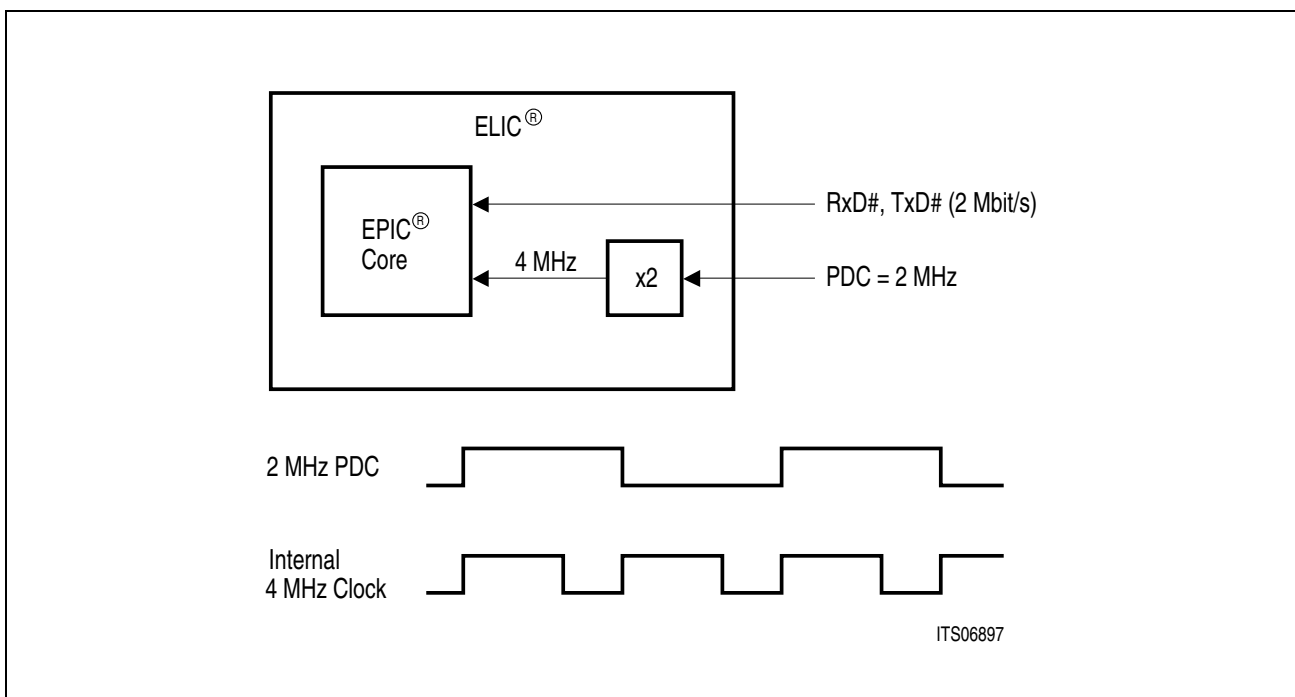 ELIC®
EPIC®
Core
4 MHz
x2
RxD#, TxD# (2 Mbit/s)
PDC = 2 MHz
2 MHz PDC
Internal
4 MHz Clock
ITS06897